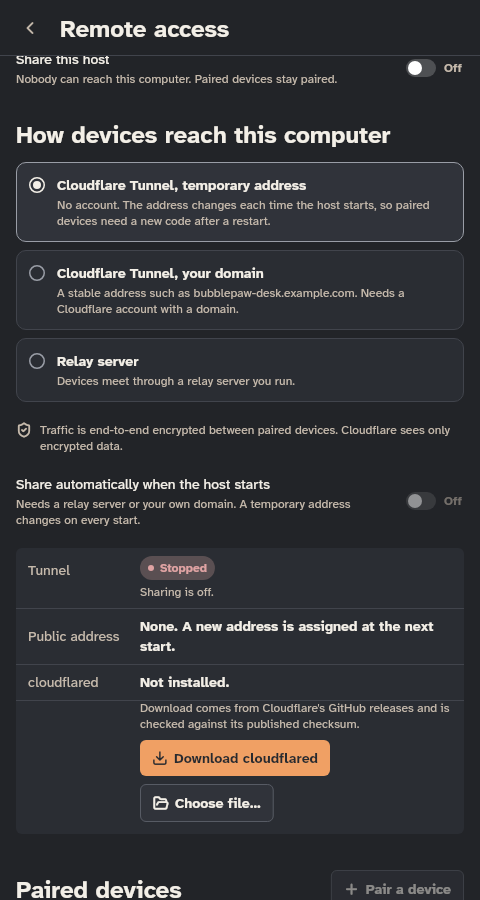 Remote access
Share this host
Nobody can reach this computer. Paired devices stay paired.
Off
How devices reach this computer
Cloudflare Tunnel, temporary address
No account. The address changes each time the host starts, so paired
devices need a new code after a restart.
Cloudflare Tunnel, your domain
A stable address such as bubblepaw-desk.example.com. Needs a
Cloudflare account with a domain.
Relay server
Devices meet through a relay server you run.
Traffic is end-to-end encrypted between paired devices. Cloudflare sees only
encrypted data.
Share automatically when the host starts
Needs a relay server or your own domain. A temporary address
changes on every start.
Off
Tunnel
Stopped
Sharing is off.
Public address
None. A new address is assigned at the next
start.
cloudflared
Not installed.
Download comes from Cloudflare's GitHub releases and is
checked against its published checksum.
Download cloudflared
Choose file...
Paired devices
Pair a device